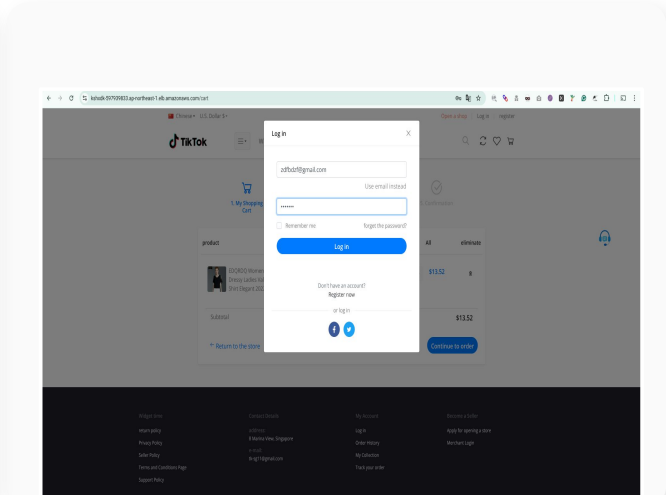 kshxdk-597939833.ap-northeast-1.elb.amazonaws.com/cart
Chinese U.S. Dollar $
Open a shop Log in register
TikTok
Log in
X
zdfbdzf@gmail.com
Use email instead
•••••••
Remember me
forget the password?
Log in
Don't have an account?
Register now
or log in
1. My Shopping
Cart
product
All
eliminate
$13.52
Subtotal
$13.52
Return to the store
Continue to order
Contact Details
My Account
Become a Seller
return policy
address:
Log in
Apply for opening a store
Privacy Policy
8 Marina View, Singapore
Order History
Merchant Login
Seller Policy
e-mail:
My Collection
Terms and Conditions Page
Track your order
Support Policy